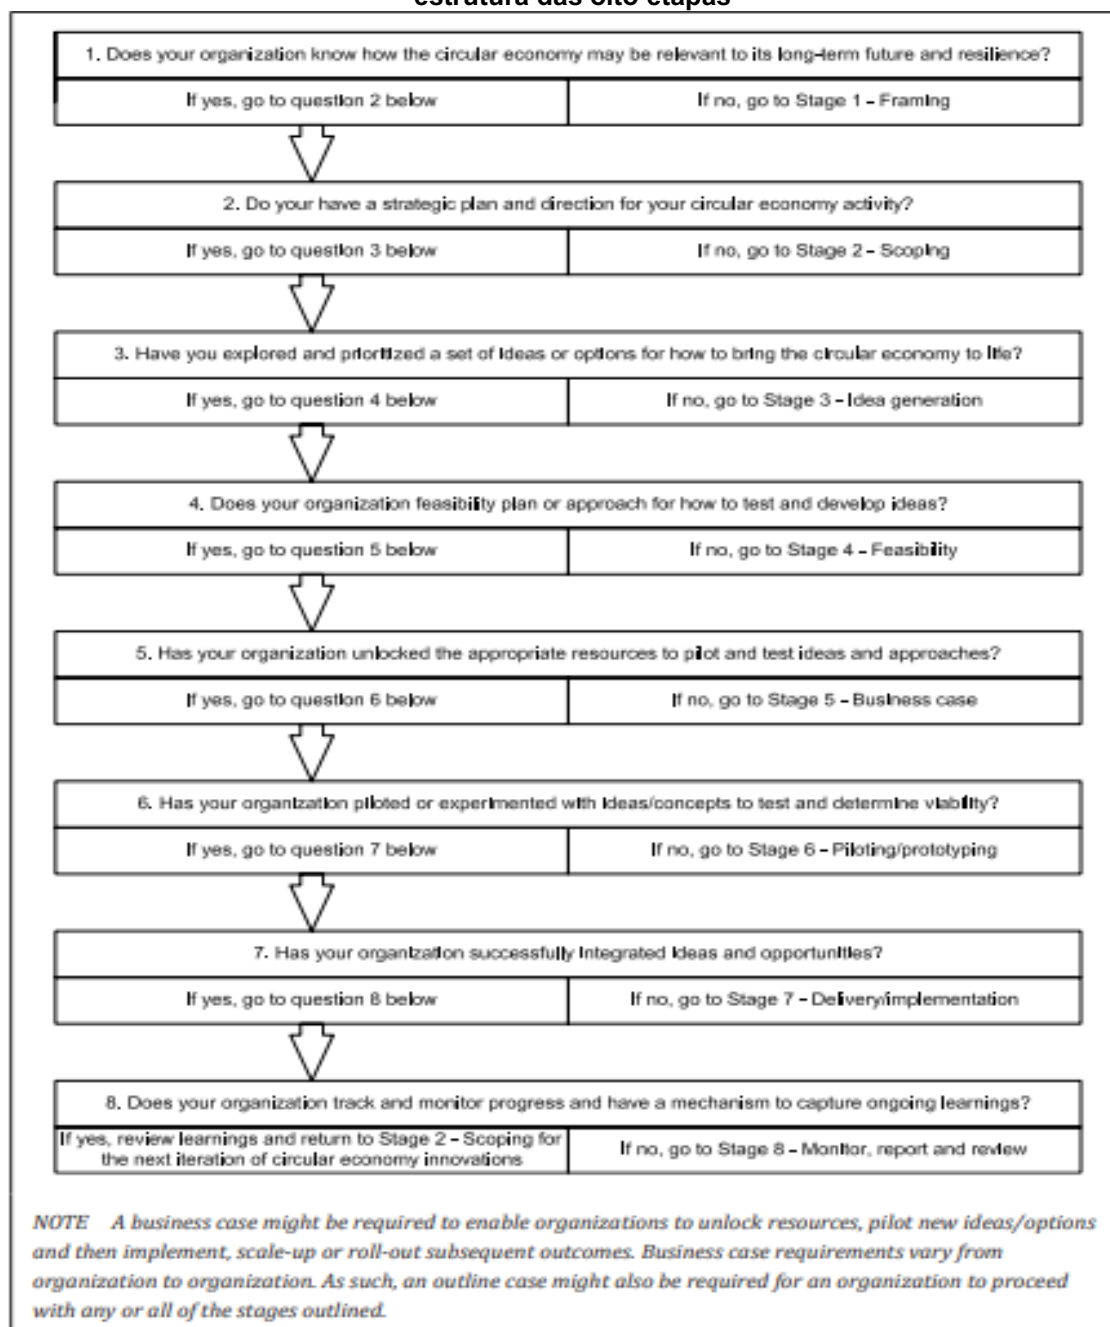 estrutura das oito etapas
1. Does your organization know how the circular economy may be relevant to its long-term future and resilience?
If yes, go to question 2 below
If no, go to Stage 1 – Framing
2. Do your have a strategic plan and direction for your circular economy activity?
If yes, go to question 3 below
If no, go to Stage 2 – Scoping
3. Have you explored and prioritized a set of ideas or options for how to bring the circular economy to life?
If yes, go to question 4 below
If no, go to Stage 3 – Idea generation
4. Does your organization feasibility plan or approach for how to test and develop ideas?
If yes, go to question 5 below
If no, go to Stage 4 – Feasibility
5. Has your organization unlocked the appropriate resources to pilot and test ideas and approaches?
If yes, go to question 6 below
If no, go to Stage 5 – Business case
6. Has your organization piloted or experimented with ideas/concepts to test and determine viability?
If yes, go to question 7 below
If no, go to Stage 6 – Piloting/prototyping
7. Has your organization successfully integrated ideas and opportunities?
If yes, go to question 8 below
If no, go to Stage 7 – Delivery/implementation
8. Does your organization track and monitor progress and have a mechanism to capture ongoing learnings?
If yes, review learnings and return to Stage 2 – Scoping for
the next iteration of circular economy innovations
If no, go to Stage 8 – Monitor, report and review
NOTE A business case might be required to enable organizations to unlock resources, pilot new ideas/options
and then implement, scale-up or roll-out subsequent outcomes. Business case requirements vary from
organization to organization. As such, an outline case might also be required for an organization to proceed
with any or all of the stages outlined.